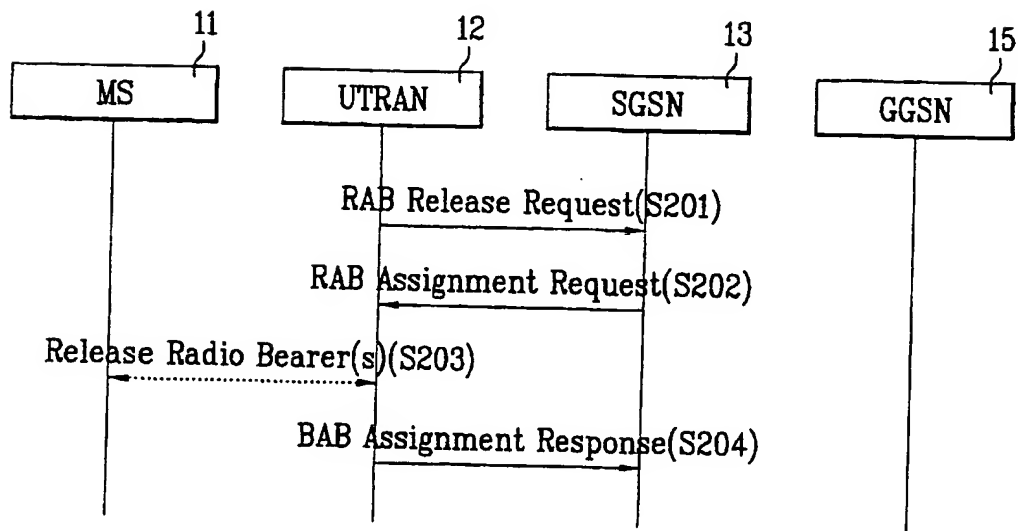 11
12
13
15
MS
UTRAN
SGSN
GGSN
RAB Release Request(S201)
RAB Assignment Request(S202)
Release Radio Bearer(s)(S203)
BAB Assignment Response(S204)